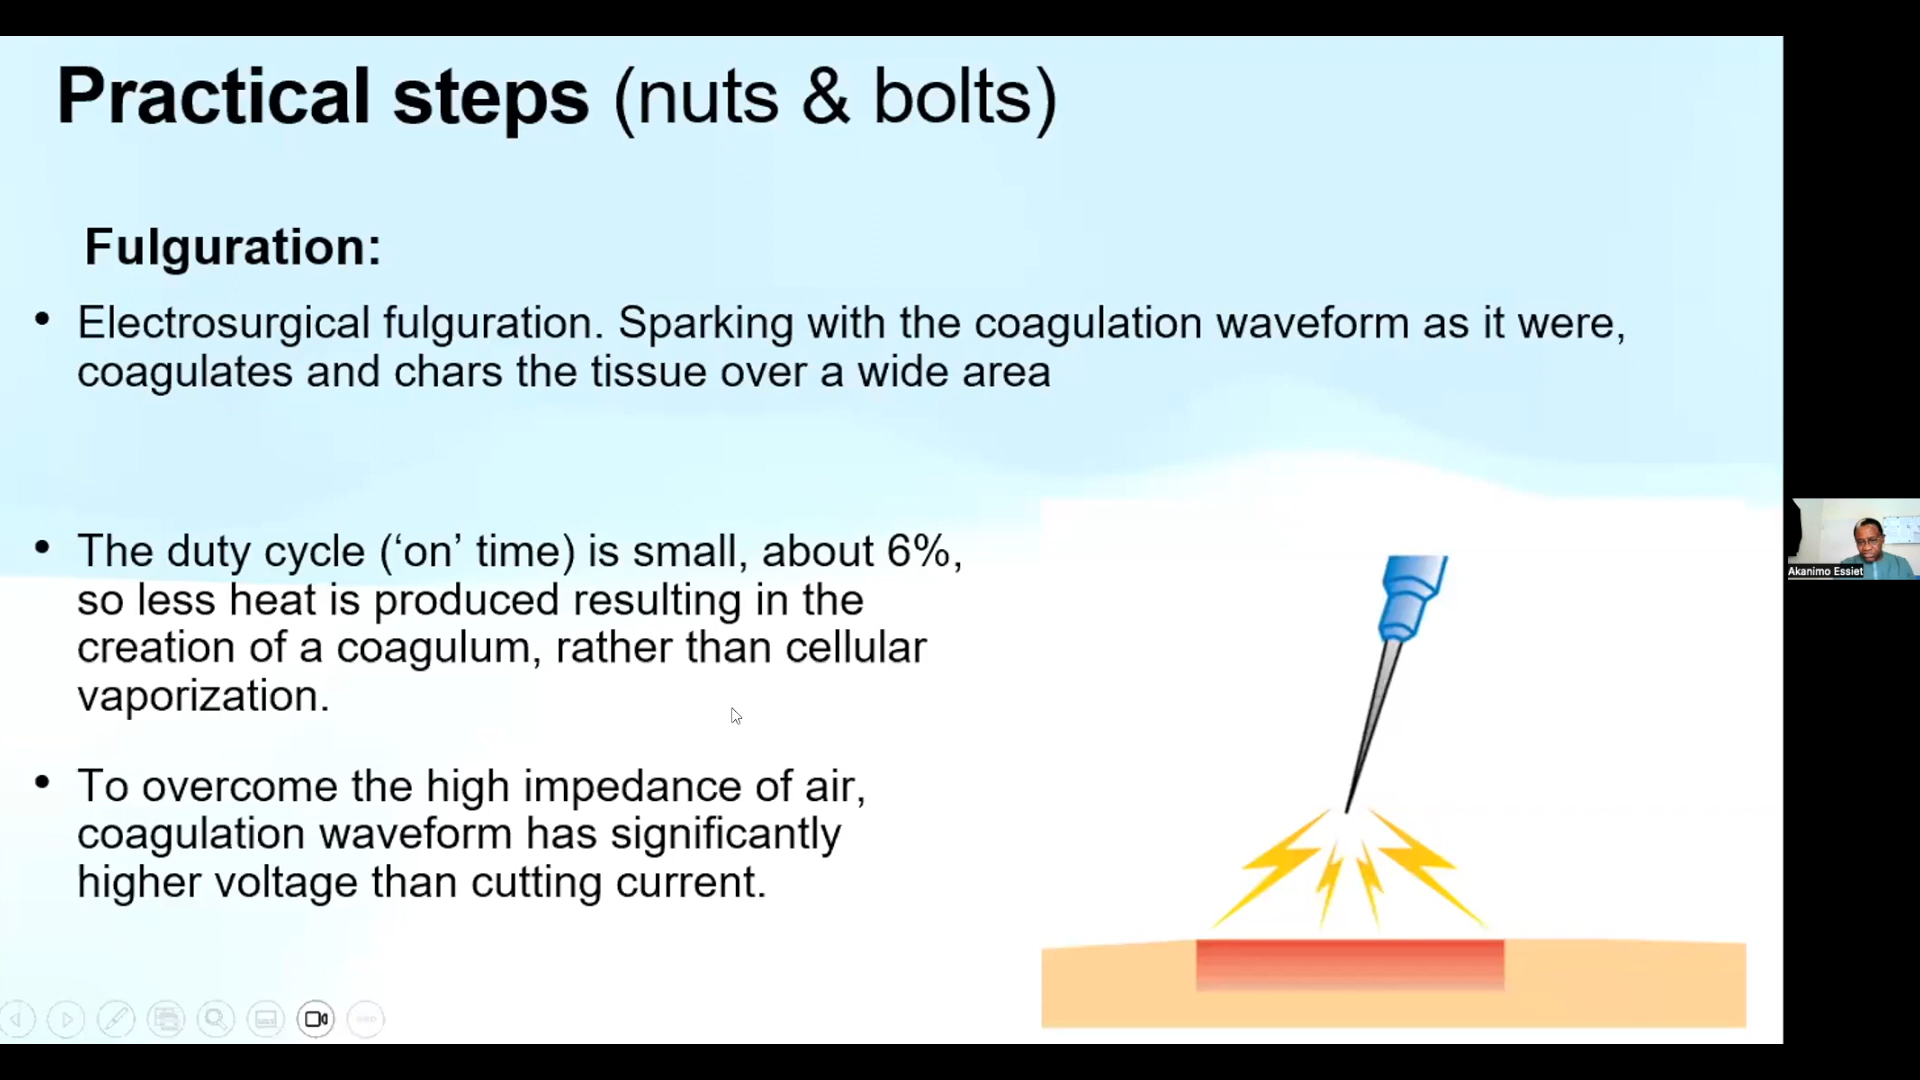 Practical steps (nuts & bolts)
Fulguration:
• Electrosurgical fulguration. Sparking with the coagulation waveform as it were,
coagulates and chars the tissue over a wide area
• The duty cycle (‘on’ time) is small, about 6%,
so less heat is produced resulting in the
creation of a coagulum, rather than cellular
vaporization.
• To overcome the high impedance of air,
coagulation waveform has significantly
higher voltage than cutting current.
Akanimo Essiet